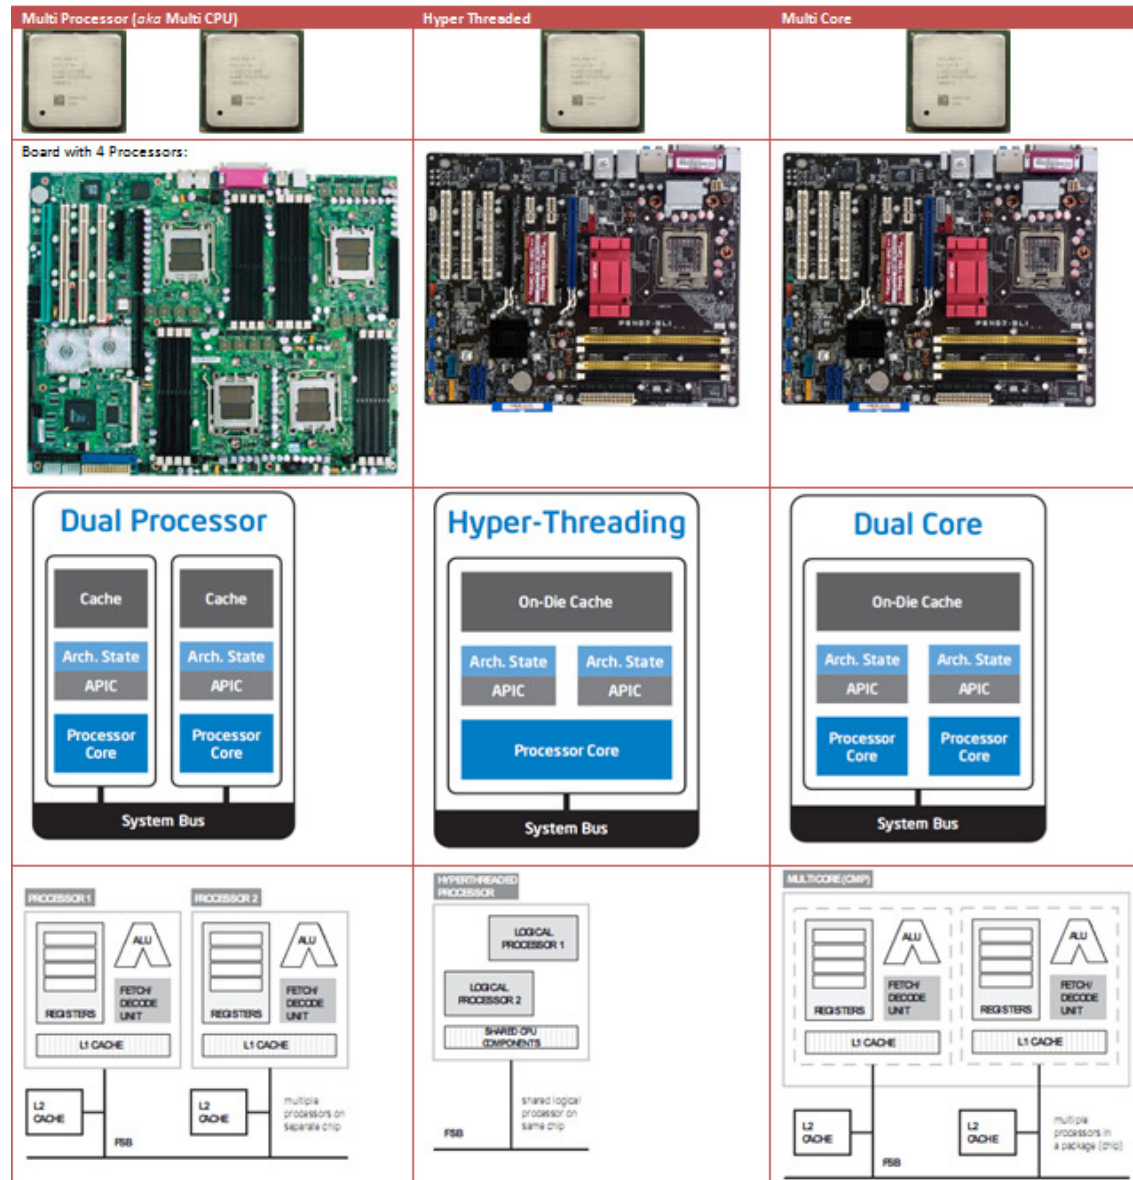 Multi Processor (aka Multi CPU)
Hyper Threaded
Multi Core
Board with 4 Processors:
P5ND2-SLI
P5ND2-SLI
Dual Processor
Cache
Cache
Arch. State
Arch. State
APIC
APIC
Processor
Core
Processor
Core
System Bus
Hyper-Threading
On-Die Cache
Arch. State
Arch. State
APIC
APIC
Processor Core
System Bus
Dual Core
On-Die Cache
Arch. State
Arch. State
APIC
APIC
Processor
Core
Processor
Core
System Bus
PROCESSOR 1
ALU
REGISTERS
FETCH/
DECODE
UNIT
L1 CACHE
L2
CACHE
PROCESSOR 2
ALU
REGISTERS
FETCH/
DECODE
UNIT
L1 CACHE
L2
CACHE
multiple
processors on
separate chip
FSB
HYPERTHREADED
PROCESSOR
LOGICAL
PROCESSOR 1
LOGICAL
PROCESSOR 2
SHARED CPU
COMPONENTS
shared logical
processor on
same chip
FSB
MULTICORE (CMP)
ALU
REGISTERS
FETCH/
DECODE
UNIT
L1 CACHE
L2
CACHE
ALU
REGISTERS
FETCH/
DECODE
UNIT
L1 CACHE
L2
CACHE
multiple
processors in
a package (chip)
FSB